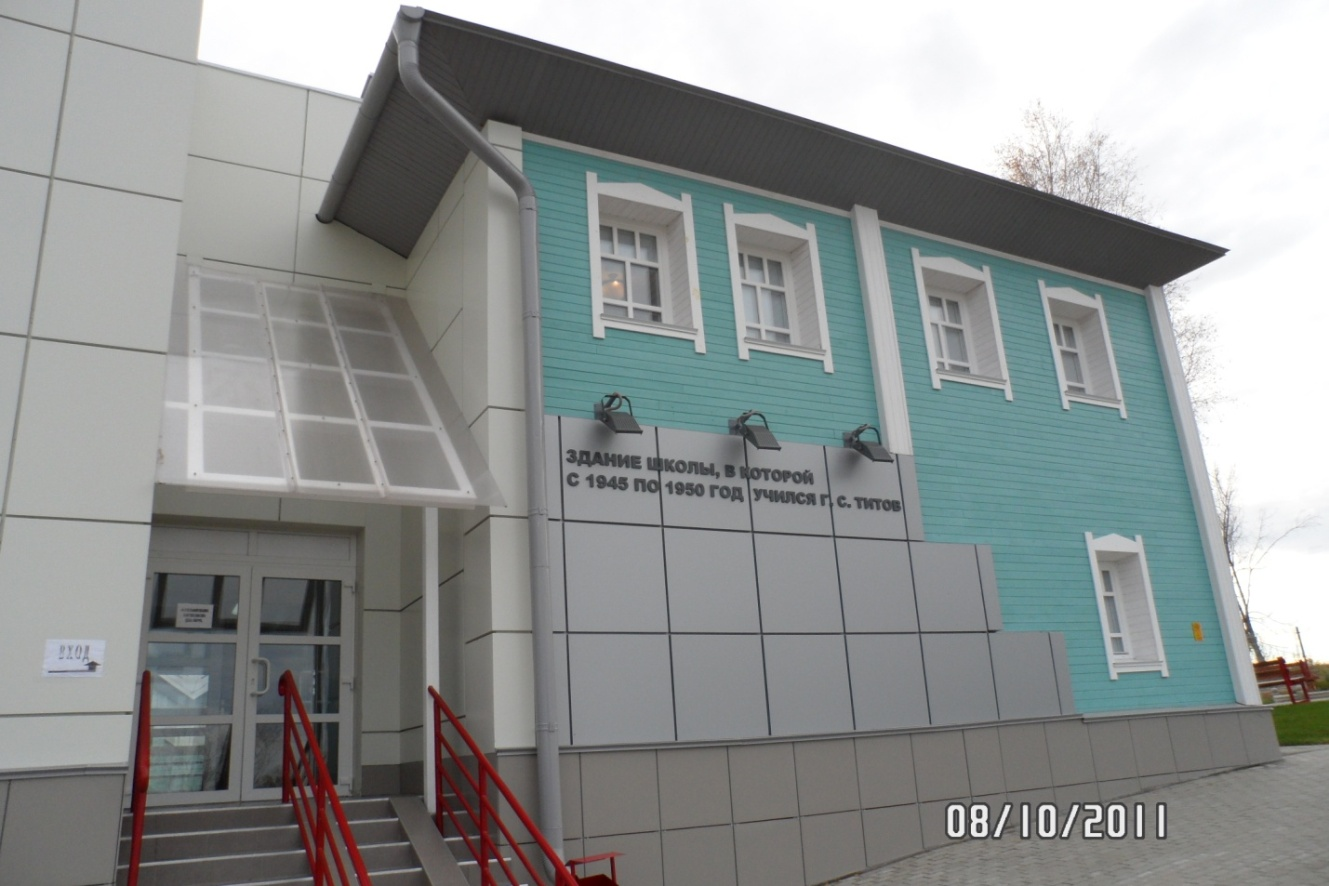 ЗДАНИЕ ШКОЛЫ, В КОТОРОЙ
С 1945 ПО 1950 ГОД УЧИЛСЯ Г. С. ТИТОВ
ВХОД
08/10/2011